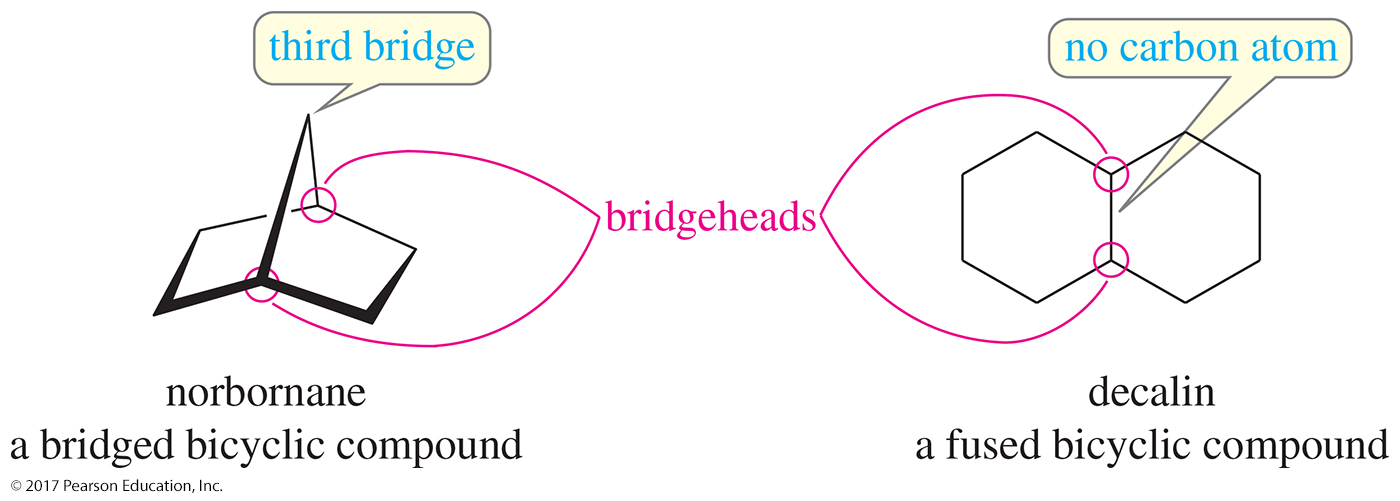 third bridge
no carbon atom
bridgeheads
norbornane
a bridged bicyclic compound
decalin
a fused bicyclic compound
© 2017 Pearson Education, Inc.